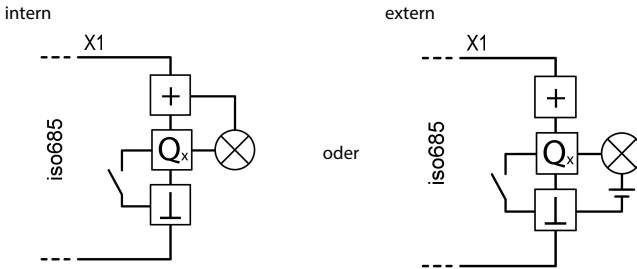 intern
extern
X1
X1
iso685
+
Qx
⊥
oder
iso685
+
Qx
⊥